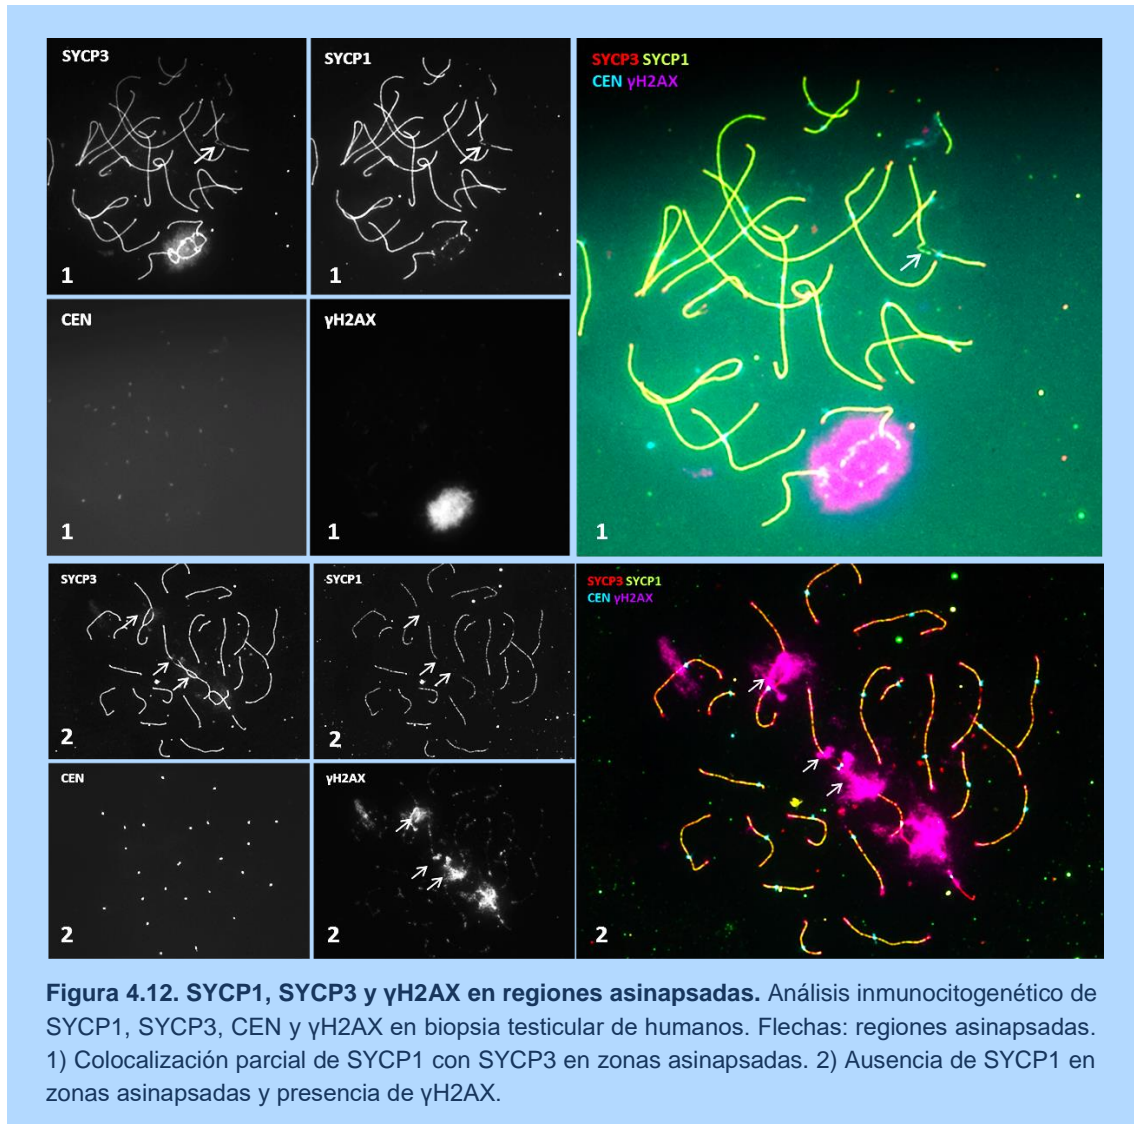 SYCP3
SYCP1
SYCP3 SYCP1
CEN γH2AX
1
1
CEN
γH2AX
1
1
1
SYCP3
SYCP1
SYCP3 SYCP1
CEN γH2AX
2
2
CEN
γH2AX
2
2
2
Figura 4.12. SYCP1, SYCP3 y γH2AX en regiones asinapsadas. Análisis inmunocitogenético de
SYCP1, SYCP3, CEN y γH2AX en biopsia testicular de humanos. Flechas: regiones asinapsadas.
1) Colocalización parcial de SYCP1 con SYCP3 en zonas asinapsadas. 2) Ausencia de SYCP1 en
zonas asinapsadas y presencia de γH2AX.